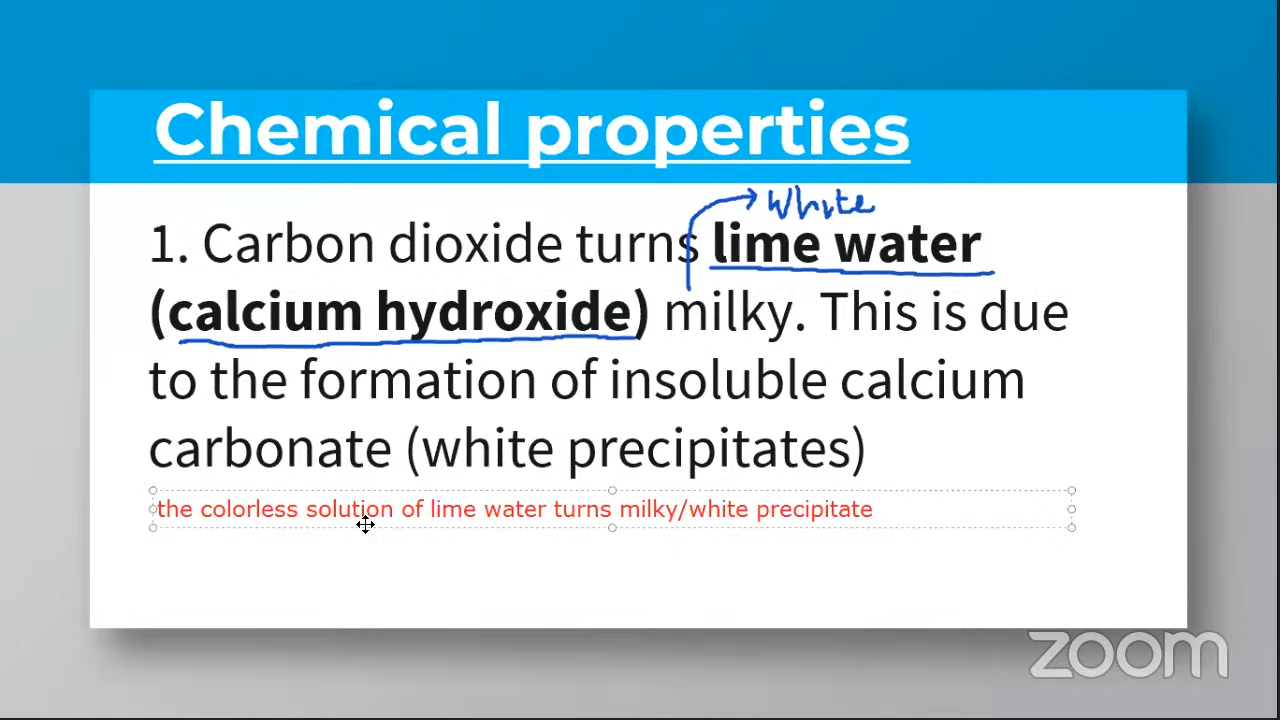 Chemical properties
White
1. Carbon dioxide turns lime water
(calcium hydroxide) milky. This is due
to the formation of insoluble calcium
carbonate (white precipitates)
the colorless solution of lime water turns milky/white precipitate
zoom